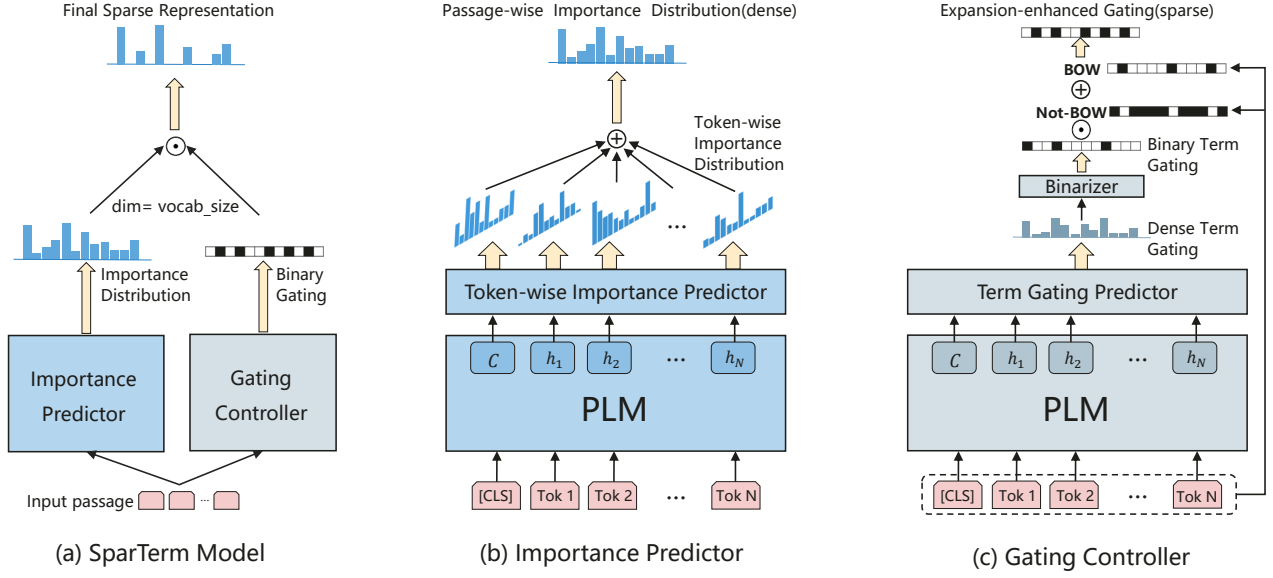 Final Sparse Representation
dim= vocab_size
Importance
Distribution
Binary
Gating
Importance
Predictor
Gating
Controller
Input passage
...
(a) SparTerm Model
Passage-wise Importance Distribution(dense)
Token-wise
Importance
Distribution
...
Token-wise Importance Predictor
C h₁ h₂ ... h_N
PLM
[CLS] Tok 1 Tok 2 ... Tok N
(b) Importance Predictor
Expansion-enhanced Gating(sparse)
BOW
Not-BOW
Binary Term
Gating
Binarizer
Dense Term
Gating
Term Gating Predictor
C h₁ h₂ ... h_N
PLM
[CLS] Tok 1 Tok 2 ... Tok N
(c) Gating Controller